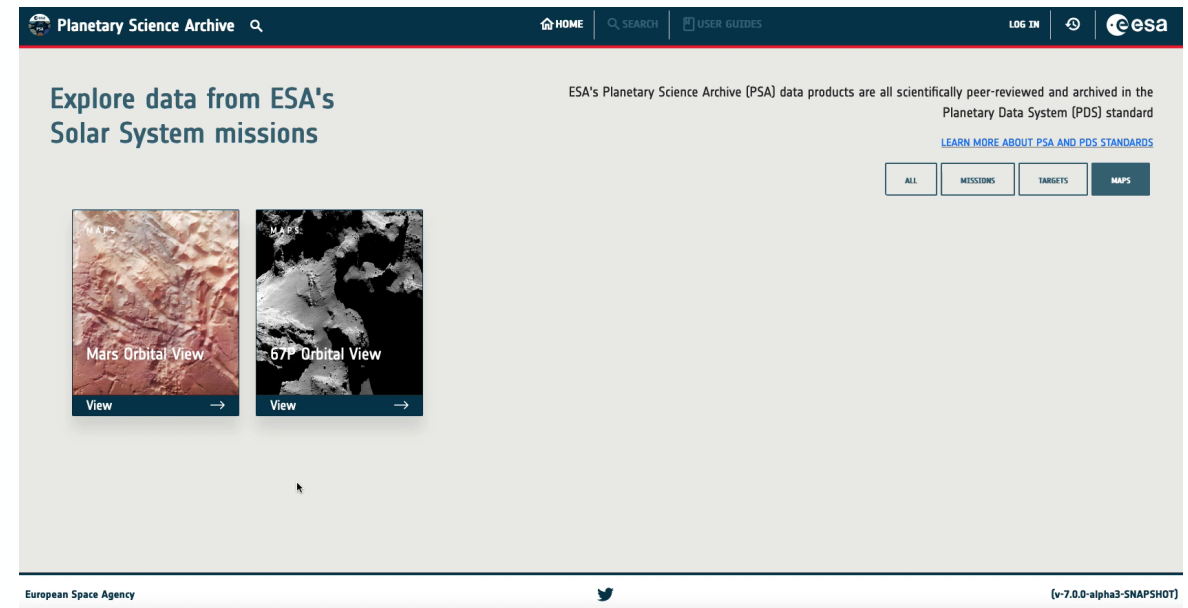 Planetary Science Archive
HOME
SEARCH
USER GUIDES
LOG IN
esa
Explore data from ESA's
Solar System missions
ESA's Planetary Science Archive (PSA) data products are all scientifically peer-reviewed and archived in the
Planetary Data System (PDS) standard
LEARN MORE ABOUT PSA AND PDS STANDARDS
ALL
MISSIONS
TARGETS
MAPS
MAPS
Mars Orbital View
View
MAPS
67P Orbital View
View
European Space Agency
(v-7.0.0-alpha3-SNAPSHOT)